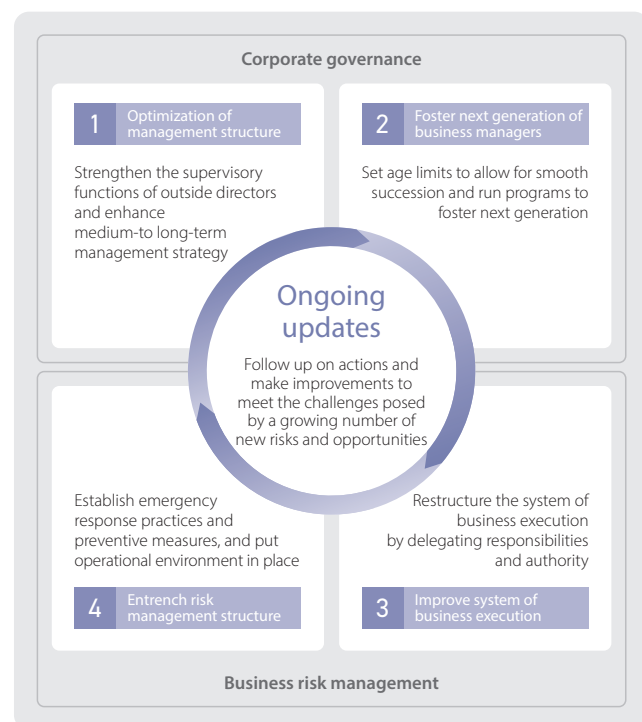 Corporate governance
1
Optimization of
management structure
Strengthen the supervisory
functions of outside directors
and enhance
medium-to long-term
management strategy
2
Foster next generation of
business managers
Set age limits to allow for smooth
succession and run programs to
foster next generation
Ongoing
updates
Follow up on actions and
make improvements to
meet the challenges posed
by a growing number of
new risks and opportunities
Restructure the system of
business execution
by delegating responsibilities
and authority
3
Improve system of
business execution
Establish emergency
response practices and
preventive measures, and put
operational environment in place
4
Entrench risk
management structure
Business risk management